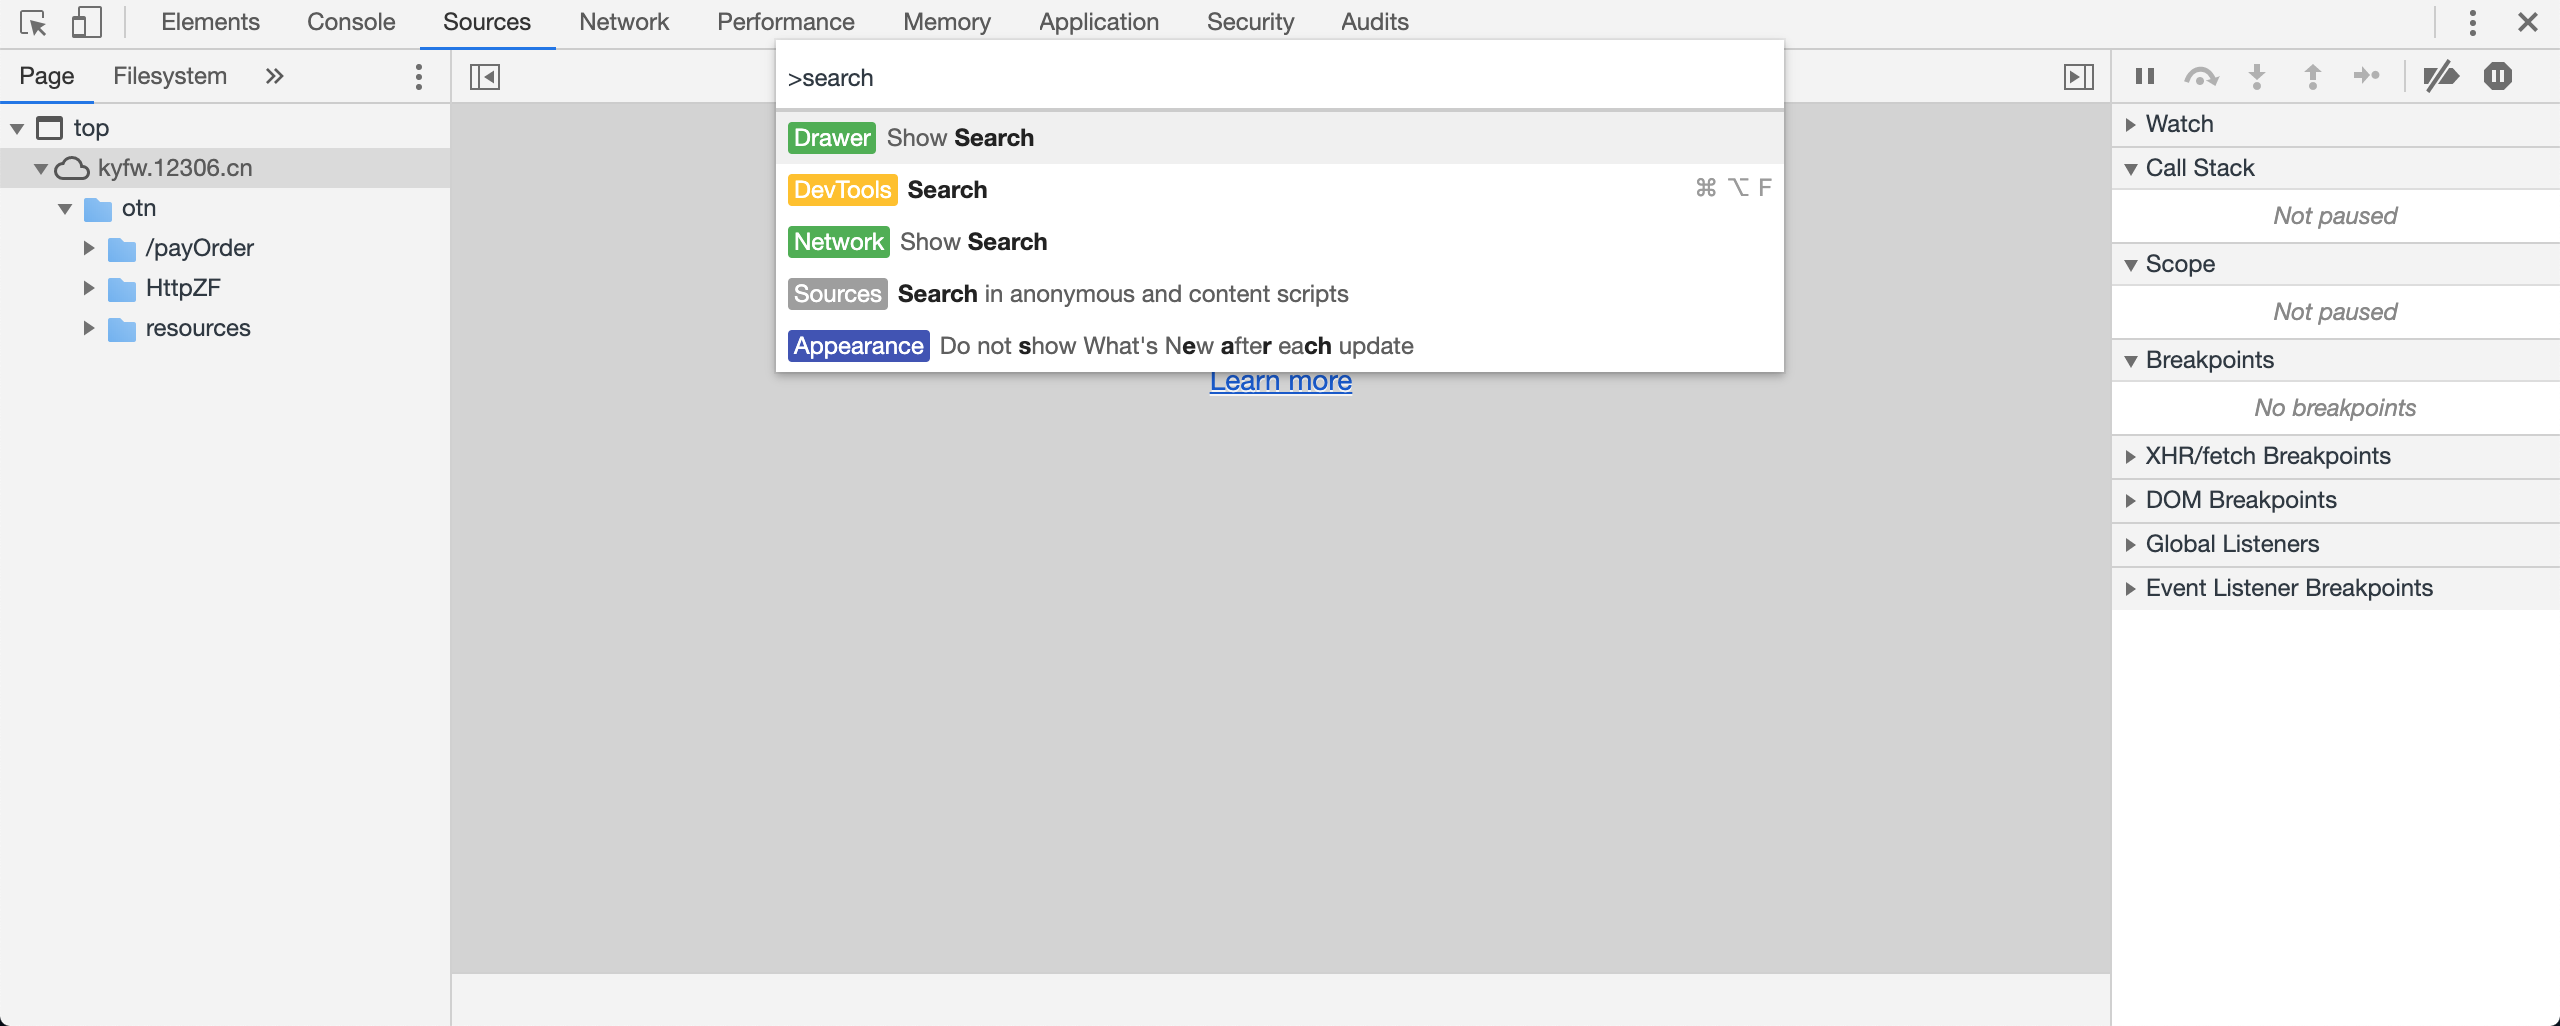 Elements Console Sources Network Performance Memory Application Security Audits
Page Filesystem
top
kyfw.12306.cn
otn
/payOrder
HttpZF
resources
>search
Drawer Show Search
DevTools Search ⌘ ⌥ F
Network Show Search
Sources Search in anonymous and content scripts
Appearance Do not show What's New after each update
Learn more
Watch
Call Stack
Not paused
Scope
Not paused
Breakpoints
No breakpoints
XHR/fetch Breakpoints
DOM Breakpoints
Global Listeners
Event Listener Breakpoints